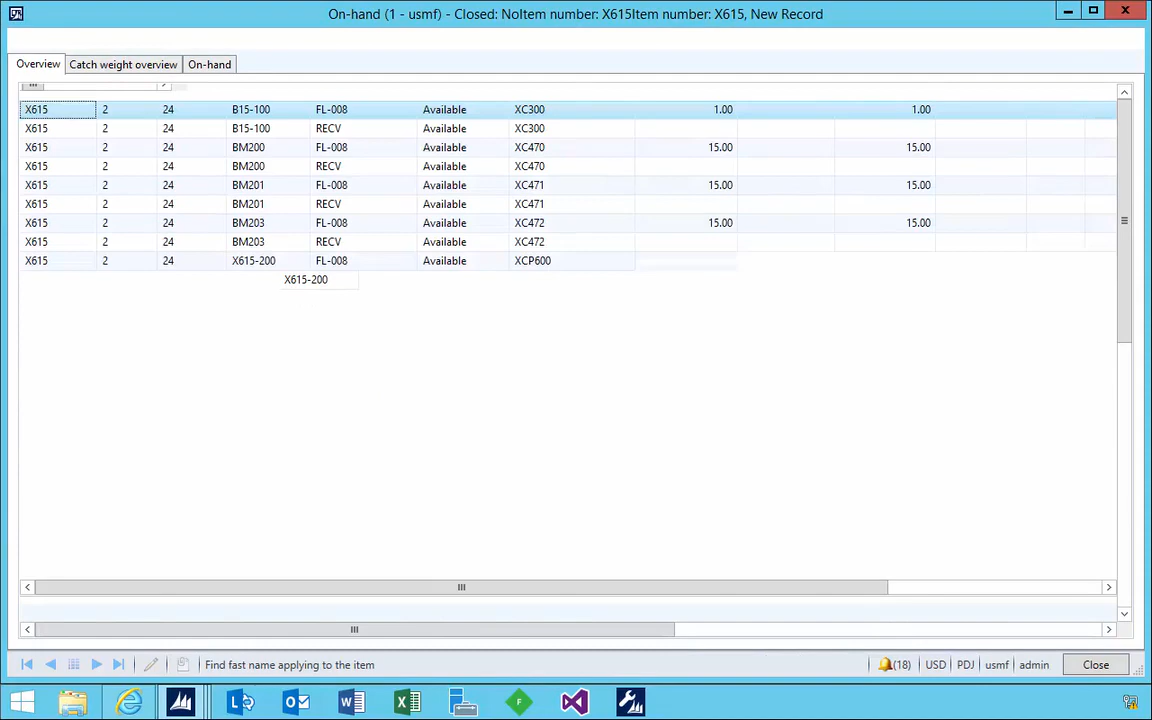 On-hand (1 - usmf) - Closed: NoItem number: X615Item number: X615, New Record
Overview Catch weight overview On-hand
X615 2 24 B15-100 FL-008 Available XC300 1.00 1.00
X615 2 24 B15-100 RECV Available XC300
X615 2 24 BM200 FL-008 Available XC470 15.00 15.00
X615 2 24 BM200 RECV Available XC470
X615 2 24 BM201 FL-008 Available XC471 15.00 15.00
X615 2 24 BM201 RECV Available XC471
X615 2 24 BM203 FL-008 Available XC472 15.00 15.00
X615 2 24 BM203 RECV Available XC472
X615 2 24 X615-200 FL-008 Available XCP600
X615-200
Find fast name applying to the item (18) USD PDJ usmf admin Close